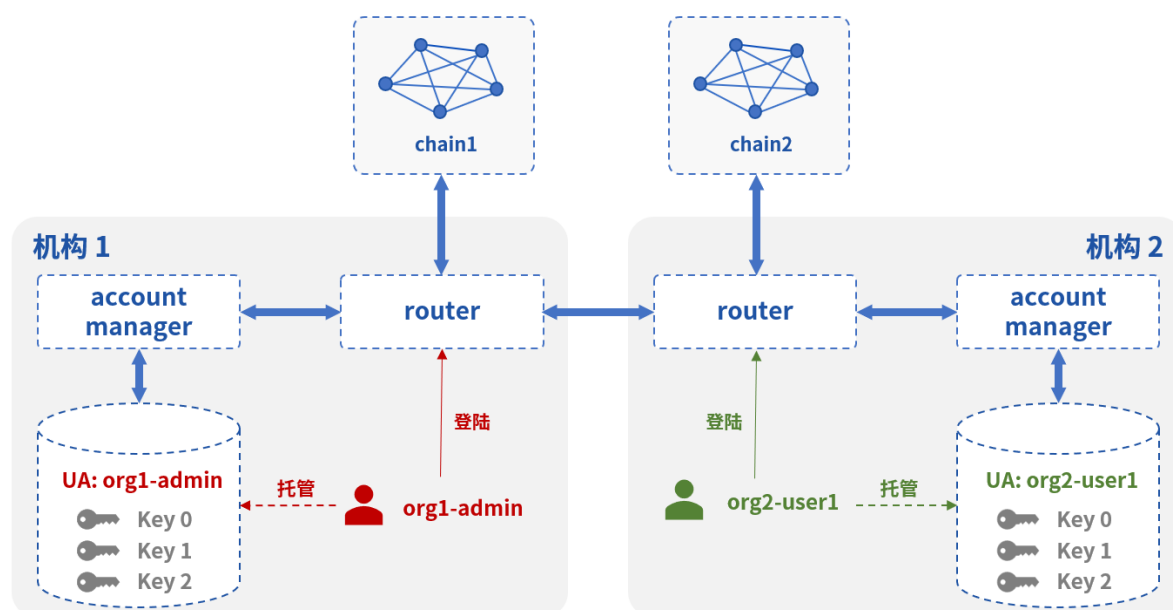 chain1
chain2
机构 1
机构 2
account
manager
router
router
account
manager
登陆
登陆
UA: org1-admin
托管
org1-admin
org2-user1
托管
UA: org2-user1
Key 0
Key 1
Key 2
Key 0
Key 1
Key 2